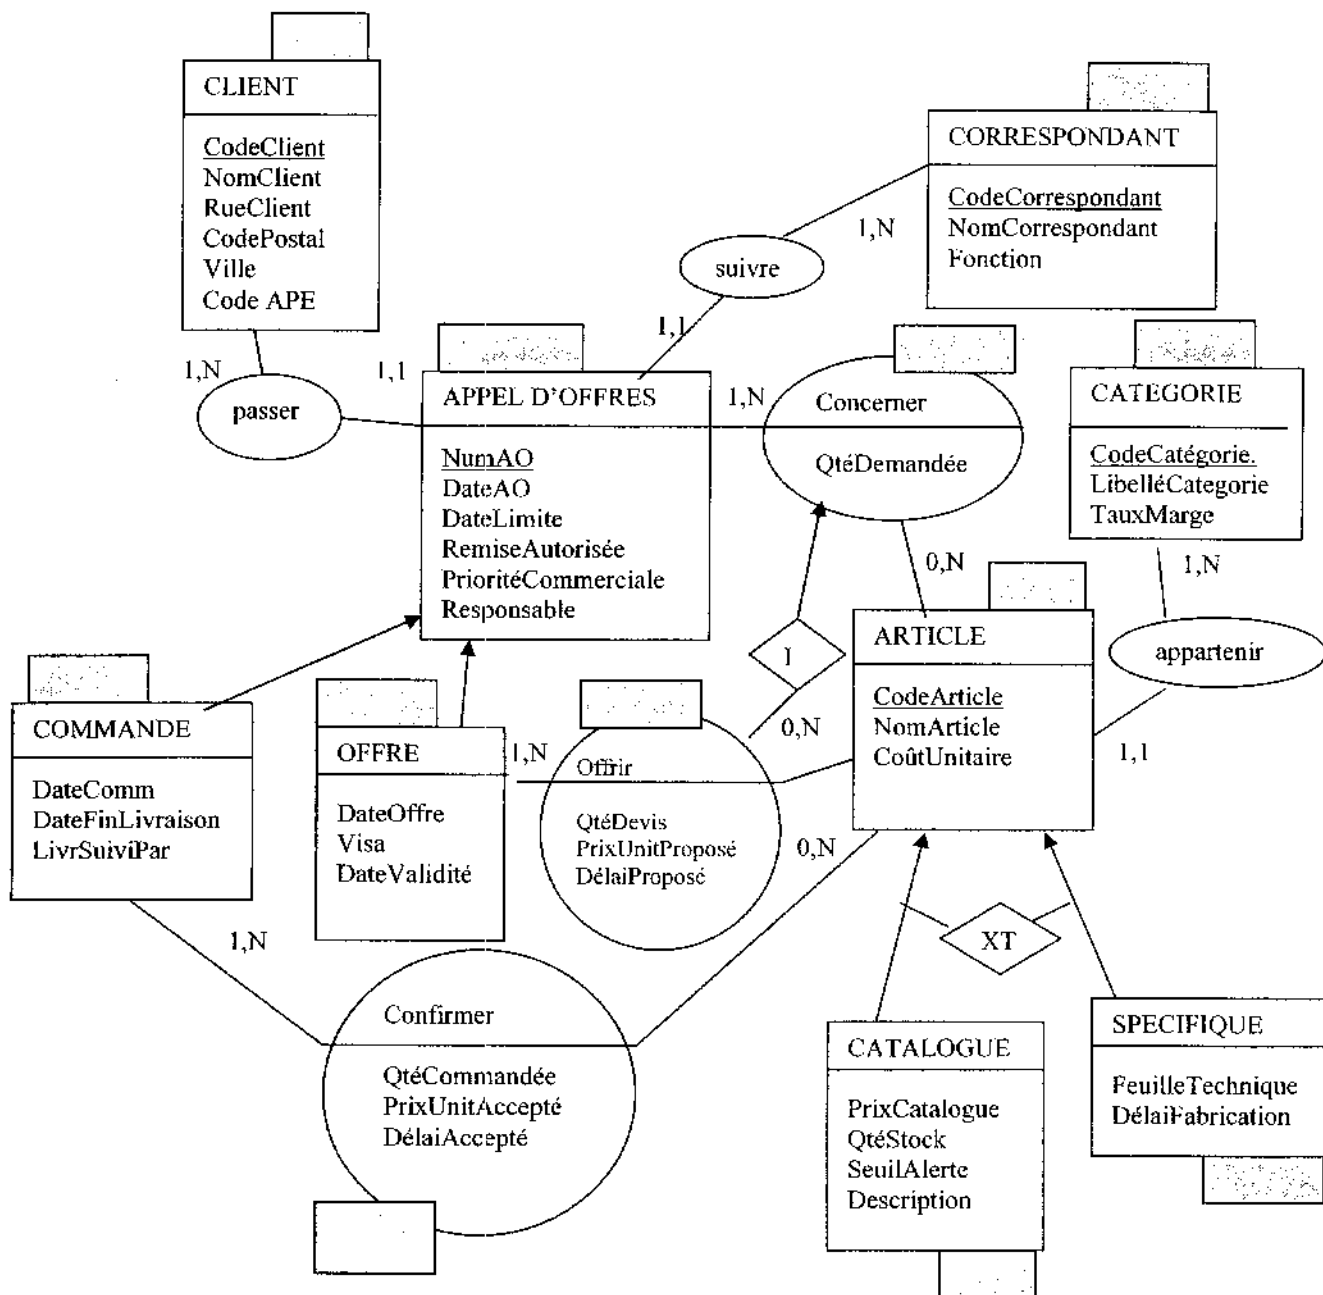 CLIENT
CodeClient
NomClient
RueClient
CodePostal
Ville
Code APE
CORRESPONDANT
CodeCorrespondant
NomCorrespondant
Fonction
1,N
suivre
1,1
1,N
passer
1,1
APPEL D'OFFRES
NumAO
DateAO
DateLimite
RemiseAutorisée
PrioritéCommerciale
Responsable
1,N
Concerner
QtéDemandée
CATEGORIE
CodeCatégorie.
LibelléCategorie
TauxMarge
0,N
1,N
I
ARTICLE
CodeArticle
NomArticle
CoûtUnitaire
appartenir
1,1
COMMANDE
DateComm
DateFinLivraison
LivrSuiviPar
OFFRE
DateOffre
Visa
DateValidité
1,N
0,N
Offrir
QtéDevis
PrixUnitProposé
DélaiProposé
0,N
1,N
XT
Confirmer
QtéCommandée
PrixUnitAccepté
DélaiAccepté
CATALOGUE
PrixCatalogue
QtéStock
SeuilAlerte
Description
SPECIFIQUE
FeuilleTechnique
DélaiFabrication